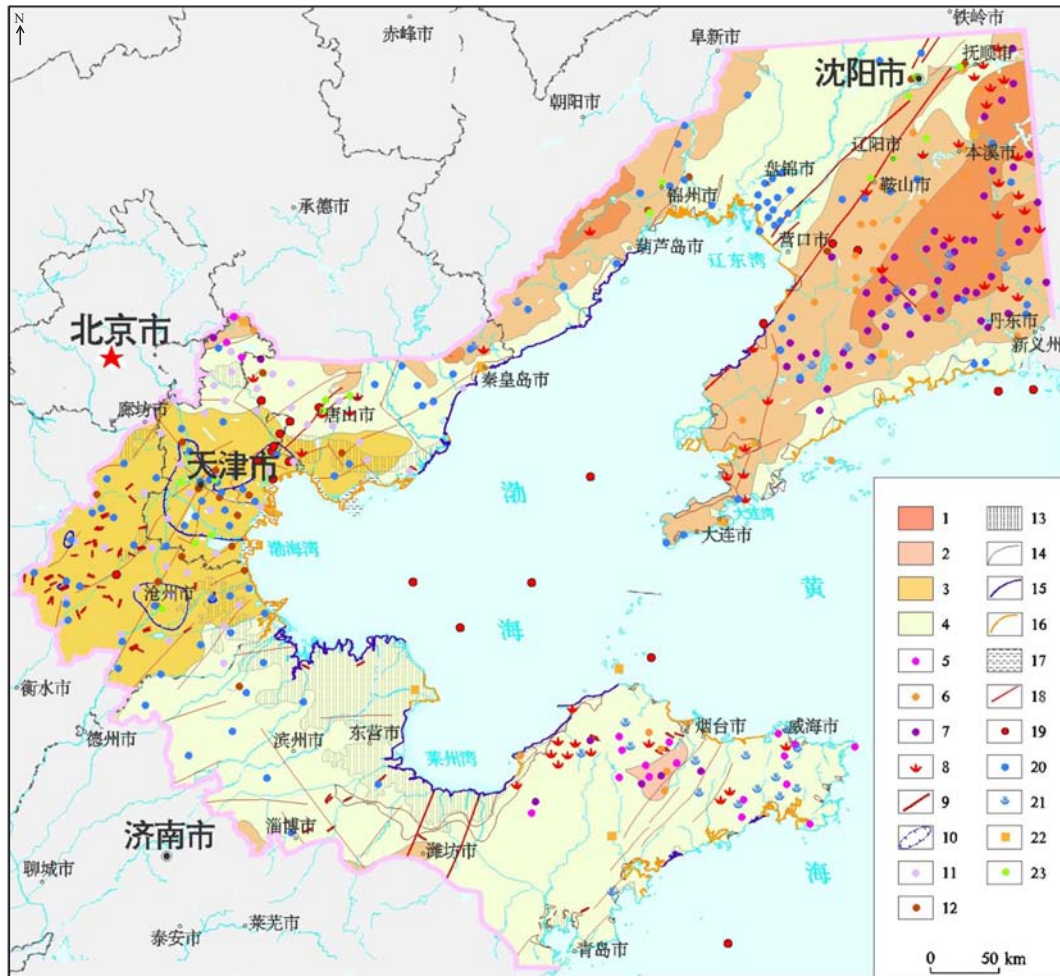 N
赤峰市
阜新市
铁岭市
抚顺市
沈阳市
朝阳市
辽阳市
本溪市
盘锦市
鞍山市
锦州市
承德市
营口市
葫芦岛市
辽东湾
丹东市
新义州
北京市
秦皇岛市
廊坊市
唐山市
天津市
渤
大连湾
大连市
渤海湾
黄
沧州市
海
衡水市
德州市
滨州市
东营市
烟台市
威海市
莱州湾
淄博市
济南市
潍坊市
聊城市
海
莱芜市
泰安市
青岛市
1
2
3
4
5
6
7
8
9
10
11
12
13
14
15
16
17
18
19
20
21
22
23
0 50 km